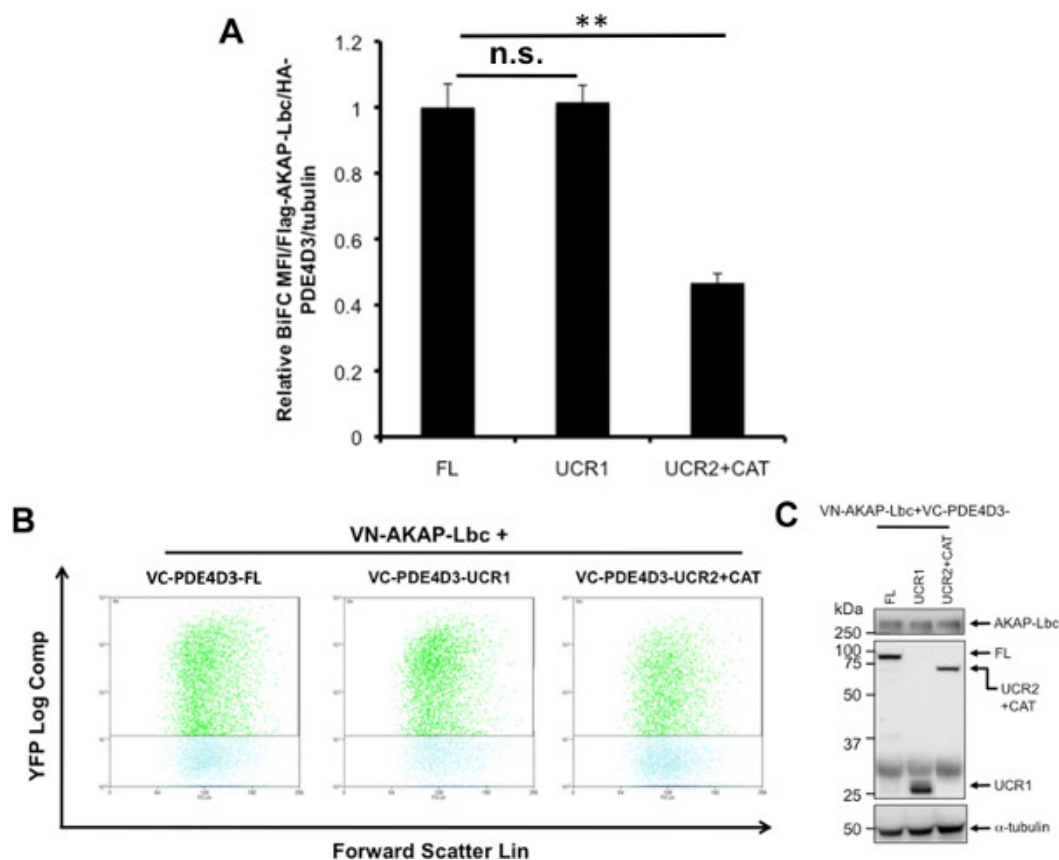 A
Relative BiFC MFI/Flag-AKAP-Lbc/HA-
PDE4D3/tubulin
1.2
1
0.8
0.6
0.4
0.2
0
**
n.s.
FL
UCR1
UCR2+CAT
B
VN-AKAP-Lbc +
VC-PDE4D3-FL
VC-PDE4D3-UCR1
VC-PDE4D3-UCR2+CAT
YFP Log Comp
Forward Scatter Lin
C
VN-AKAP-Lbc+VC-PDE4D3-
FL
UCR1
UCR2+CAT
kDa
250
100
75
50
37
25
50
AKAP-Lbc
FL
UCR2
+CAT
UCR1
α-tubulin